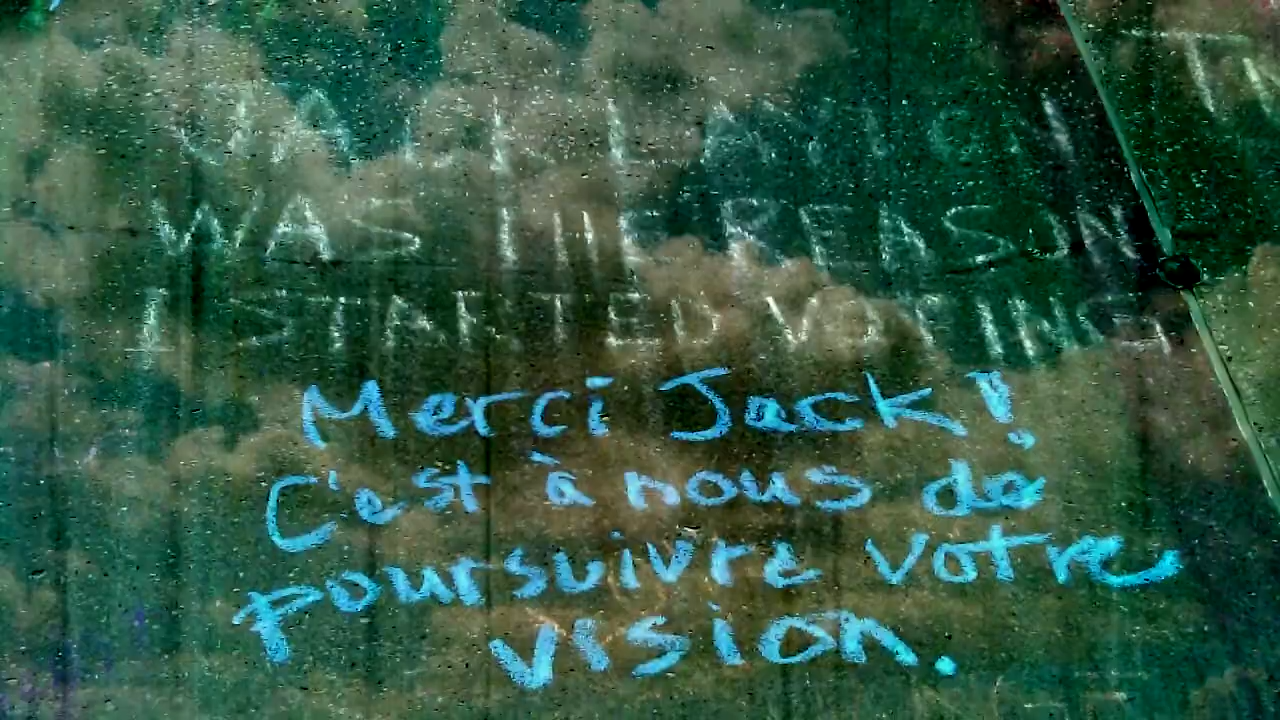 WAS THE REASON
I STARTED VOTING
Merci Jack!
C'est à nous de
poursuivre votre
vision.